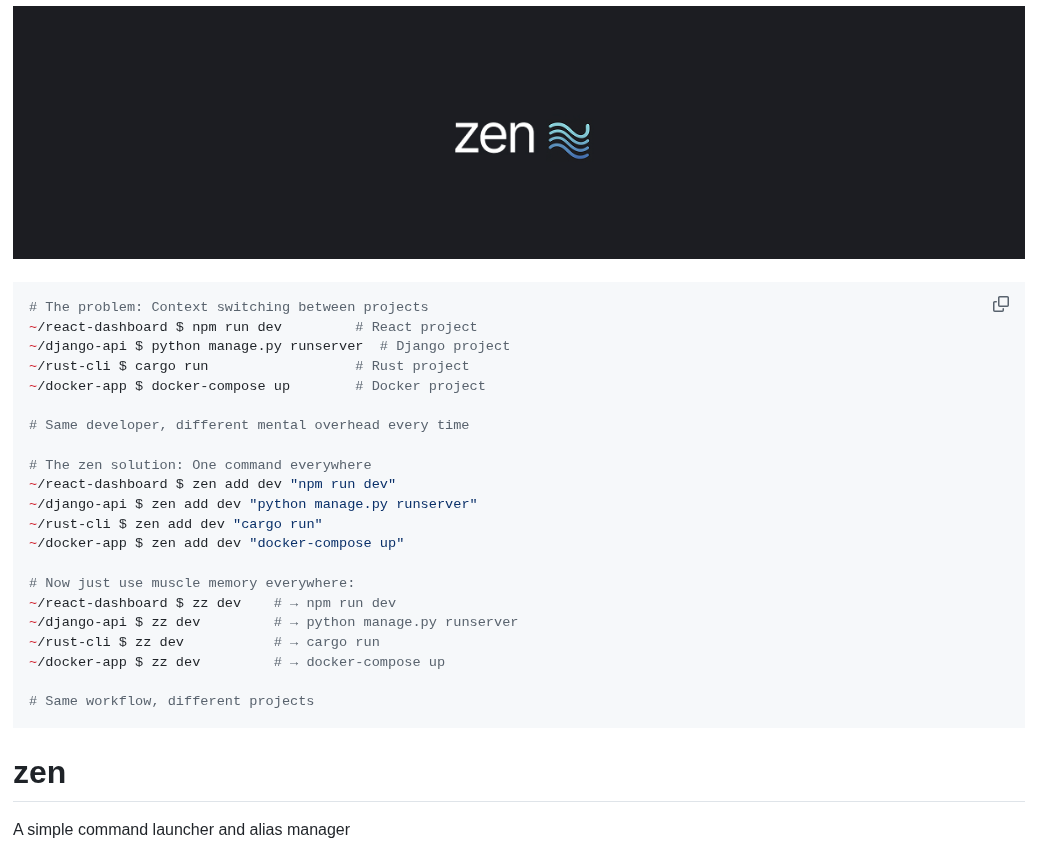 zen
# The problem: Context switching between projects
~/react-dashboard $ npm run dev         # React project
~/django-api $ python manage.py runserver  # Django project
~/rust-cli $ cargo run                  # Rust project
~/docker-app $ docker-compose up        # Docker project
# Same developer, different mental overhead every time
# The zen solution: One command everywhere
~/react-dashboard $ zen add dev "npm run dev"
~/django-api $ zen add dev "python manage.py runserver"
~/rust-cli $ zen add dev "cargo run"
~/docker-app $ zen add dev "docker-compose up"
# Now just use muscle memory everywhere:
~/react-dashboard $ zz dev    # → npm run dev
~/django-api $ zz dev         # → python manage.py runserver
~/rust-cli $ zz dev           # → cargo run
~/docker-app $ zz dev         # → docker-compose up
# Same workflow, different projects
zen
A simple command launcher and alias manager